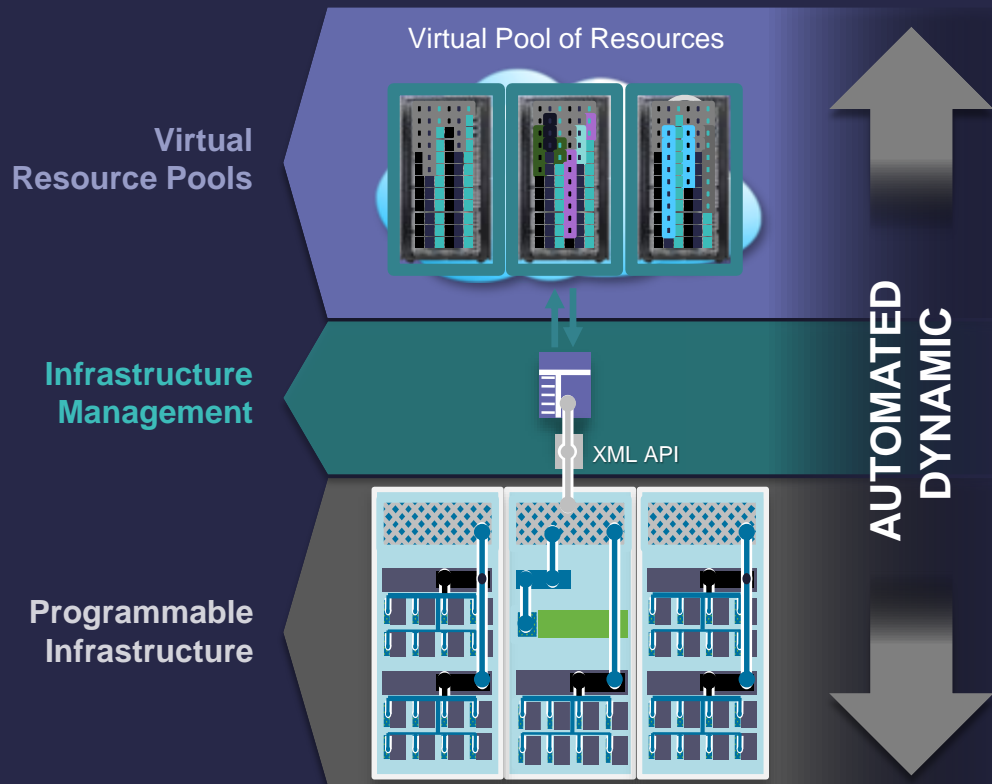 Virtual Pool of Resources
Virtual
Resource Pools
Infrastructure
Management
XML API
Programmable
Infrastructure
AUTOMATED
DYNAMIC